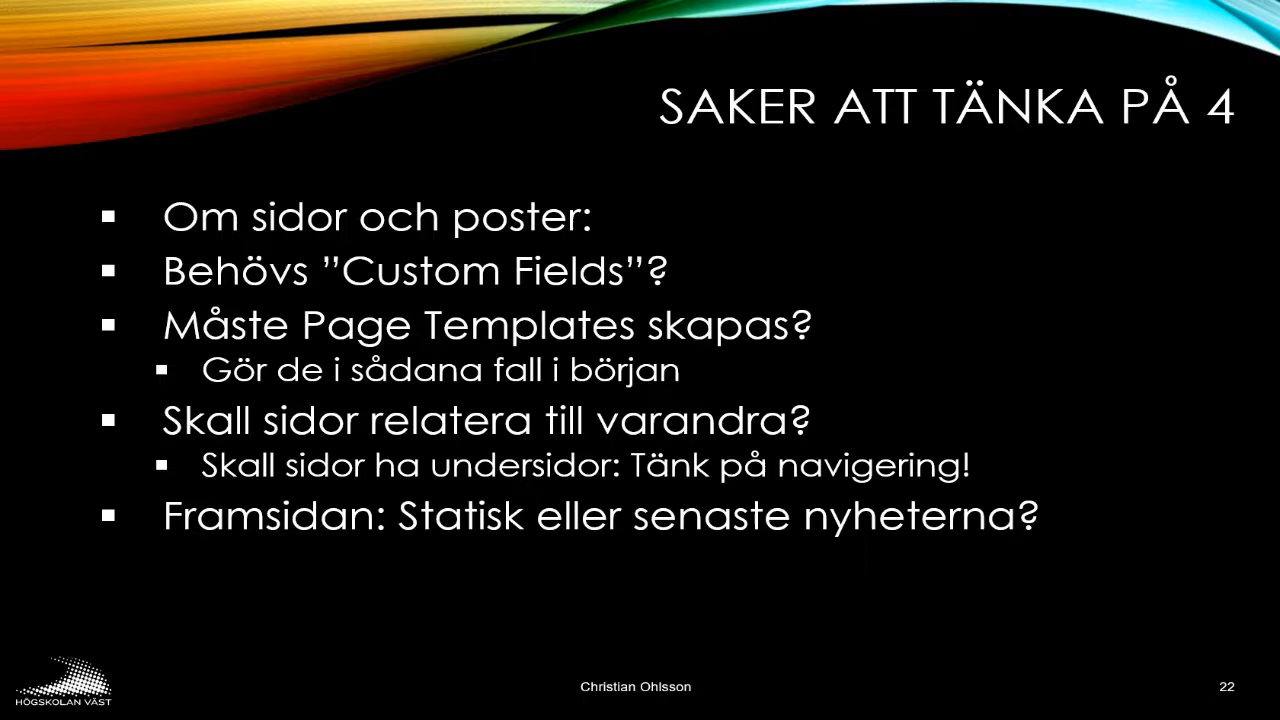 SAKER ATT TÄNKA PÅ 4
▪ Om sidor och poster:
▪ Behövs ”Custom Fields”?
▪ Måste Page Templates skapas?
▪ Gör de i sådana fall i början
▪ Skall sidor relatera till varandra?
▪ Skall sidor ha undersidor: Tänk på navigering!
▪ Framsidan: Statisk eller senaste nyheterna?
HÖGSKOLAN VÄST
Christian Ohlsson
22